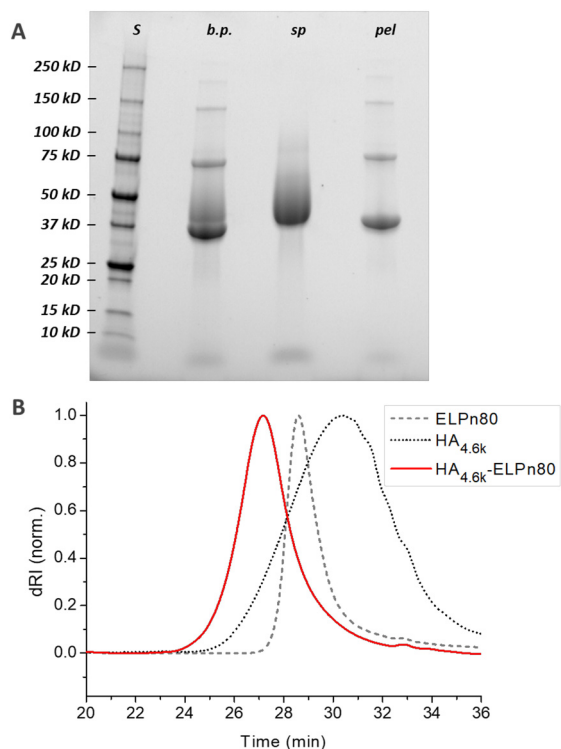 A
S b.p. sp pel
250 kD –
150 kD –
100 kD –
75 kD –
50 kD –
37 kD –
25 kD –
20 kD –
15 kD –
10 kD –
B
ELPn80
HA4.6k
HA4.6k-ELPn80
1.0
0.8
0.6
0.4
0.2
0.0
dRI (norm.)
20 22 24 26 28 30 32 34 36
Time (min)